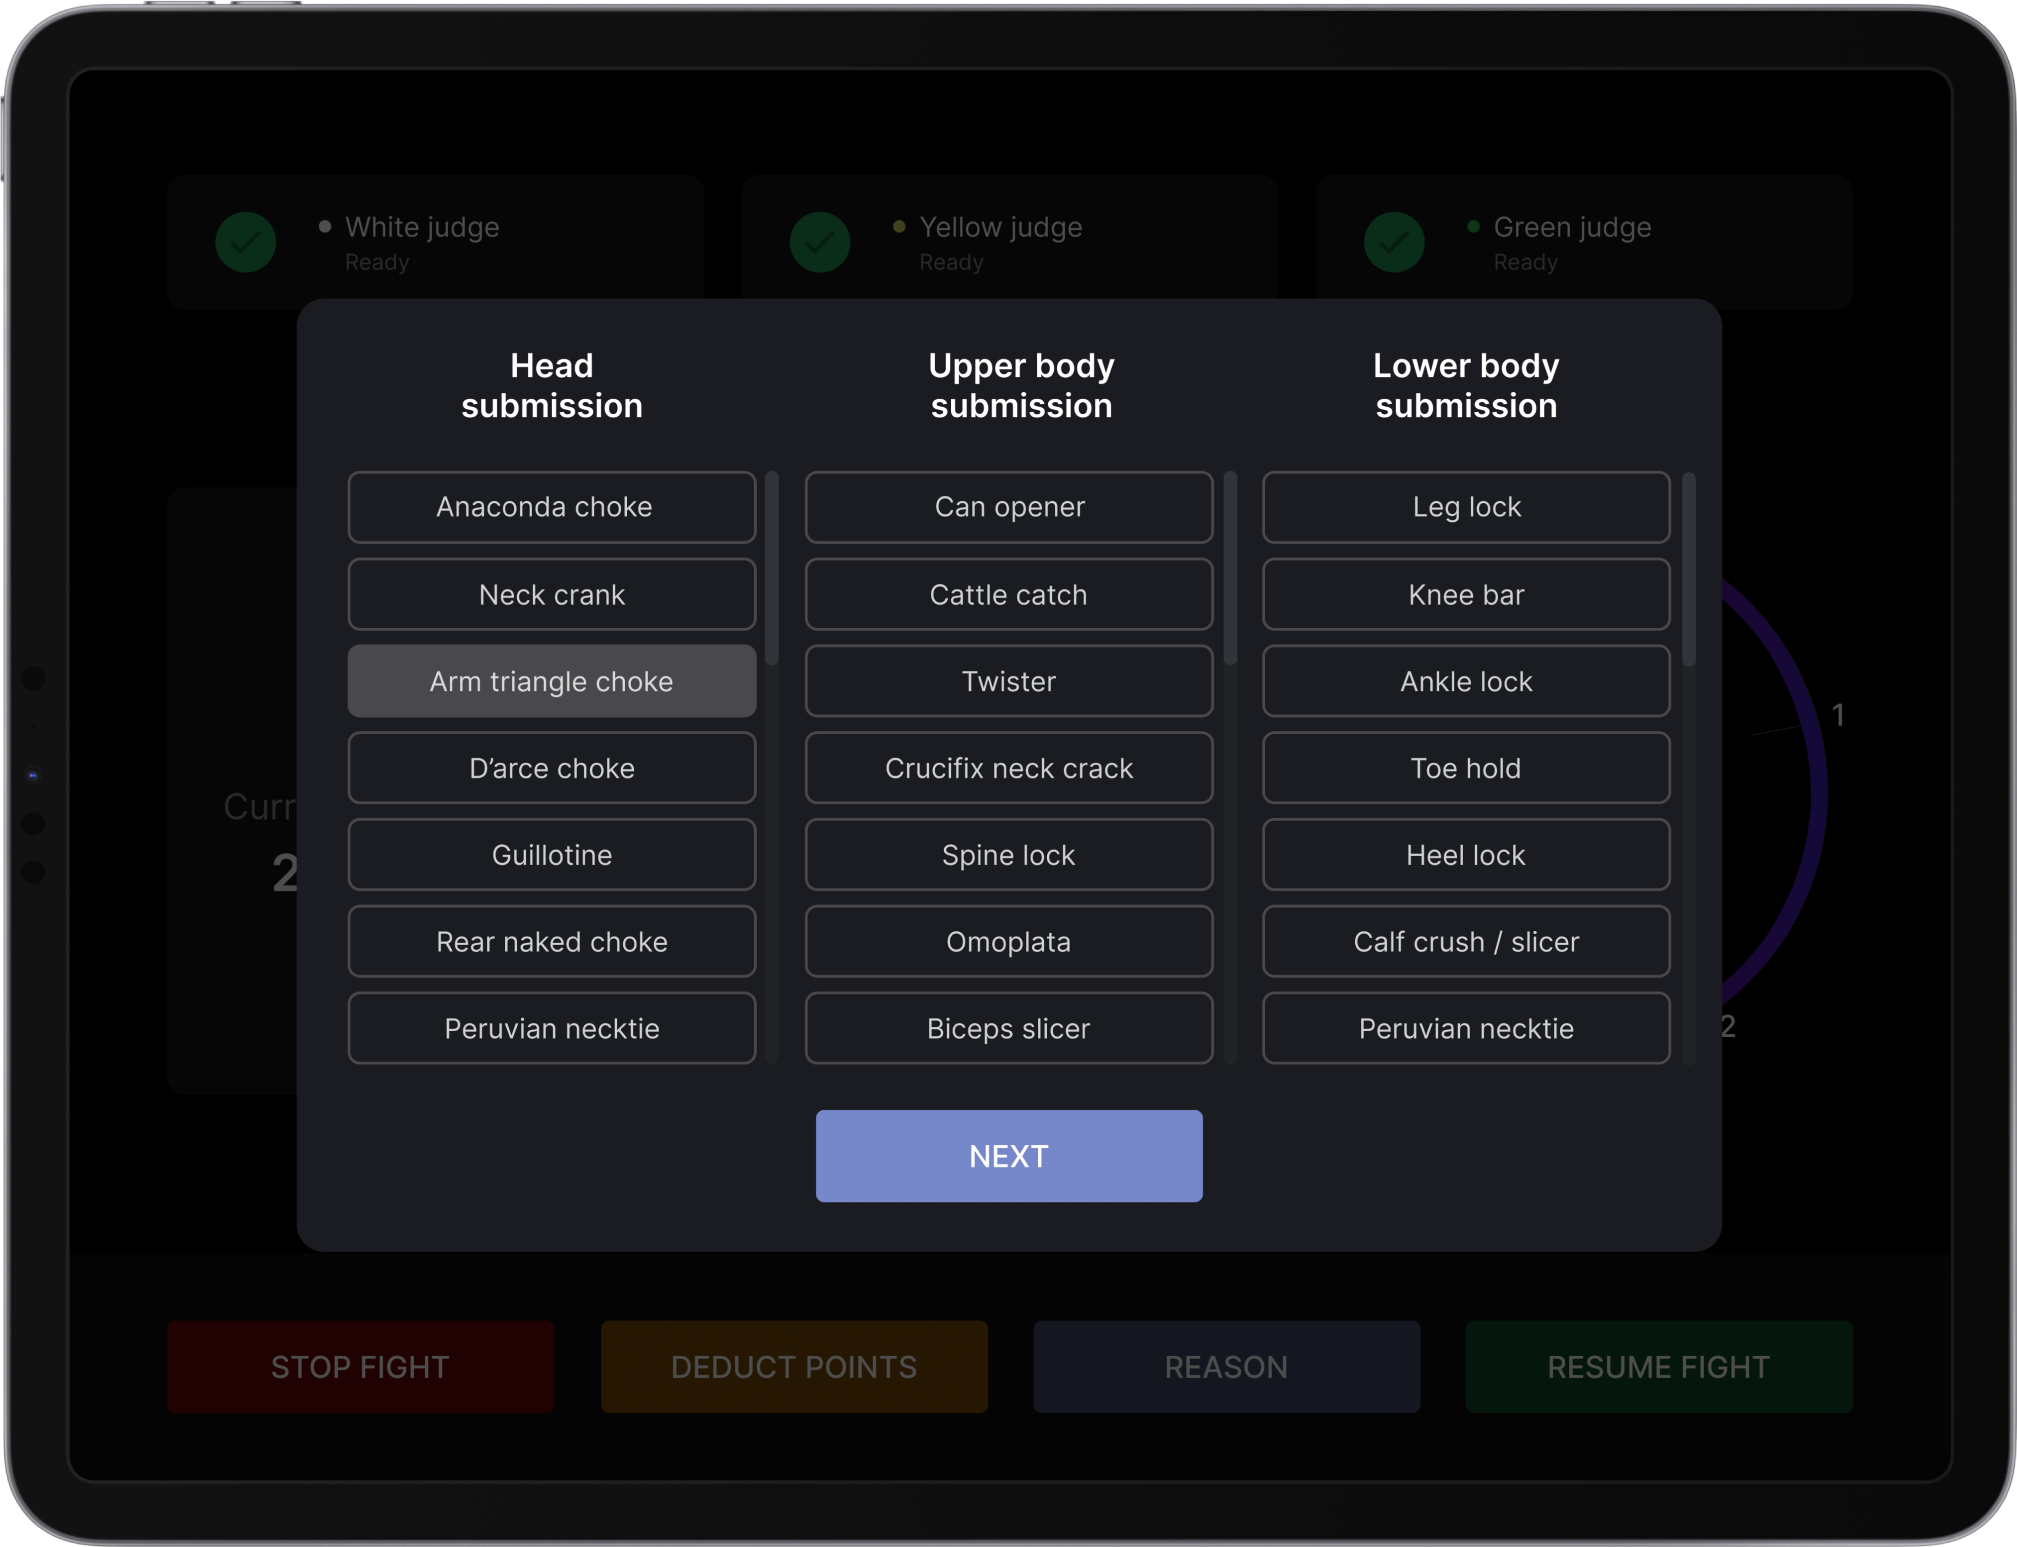 White judge
Ready
Yellow judge
Ready
Green judge
Ready
Head
submission
Upper body
submission
Lower body
submission
Anaconda choke
Can opener
Leg lock
Neck crank
Cattle catch
Knee bar
Arm triangle choke
Twister
Ankle lock
1
D’arce choke
Crucifix neck crack
Toe hold
Curr
2
Guillotine
Spine lock
Heel lock
Rear naked choke
Omoplata
Calf crush / slicer
Peruvian necktie
Biceps slicer
Peruvian necktie
2
NEXT
STOP FIGHT
DEDUCT POINTS
REASON
RESUME FIGHT